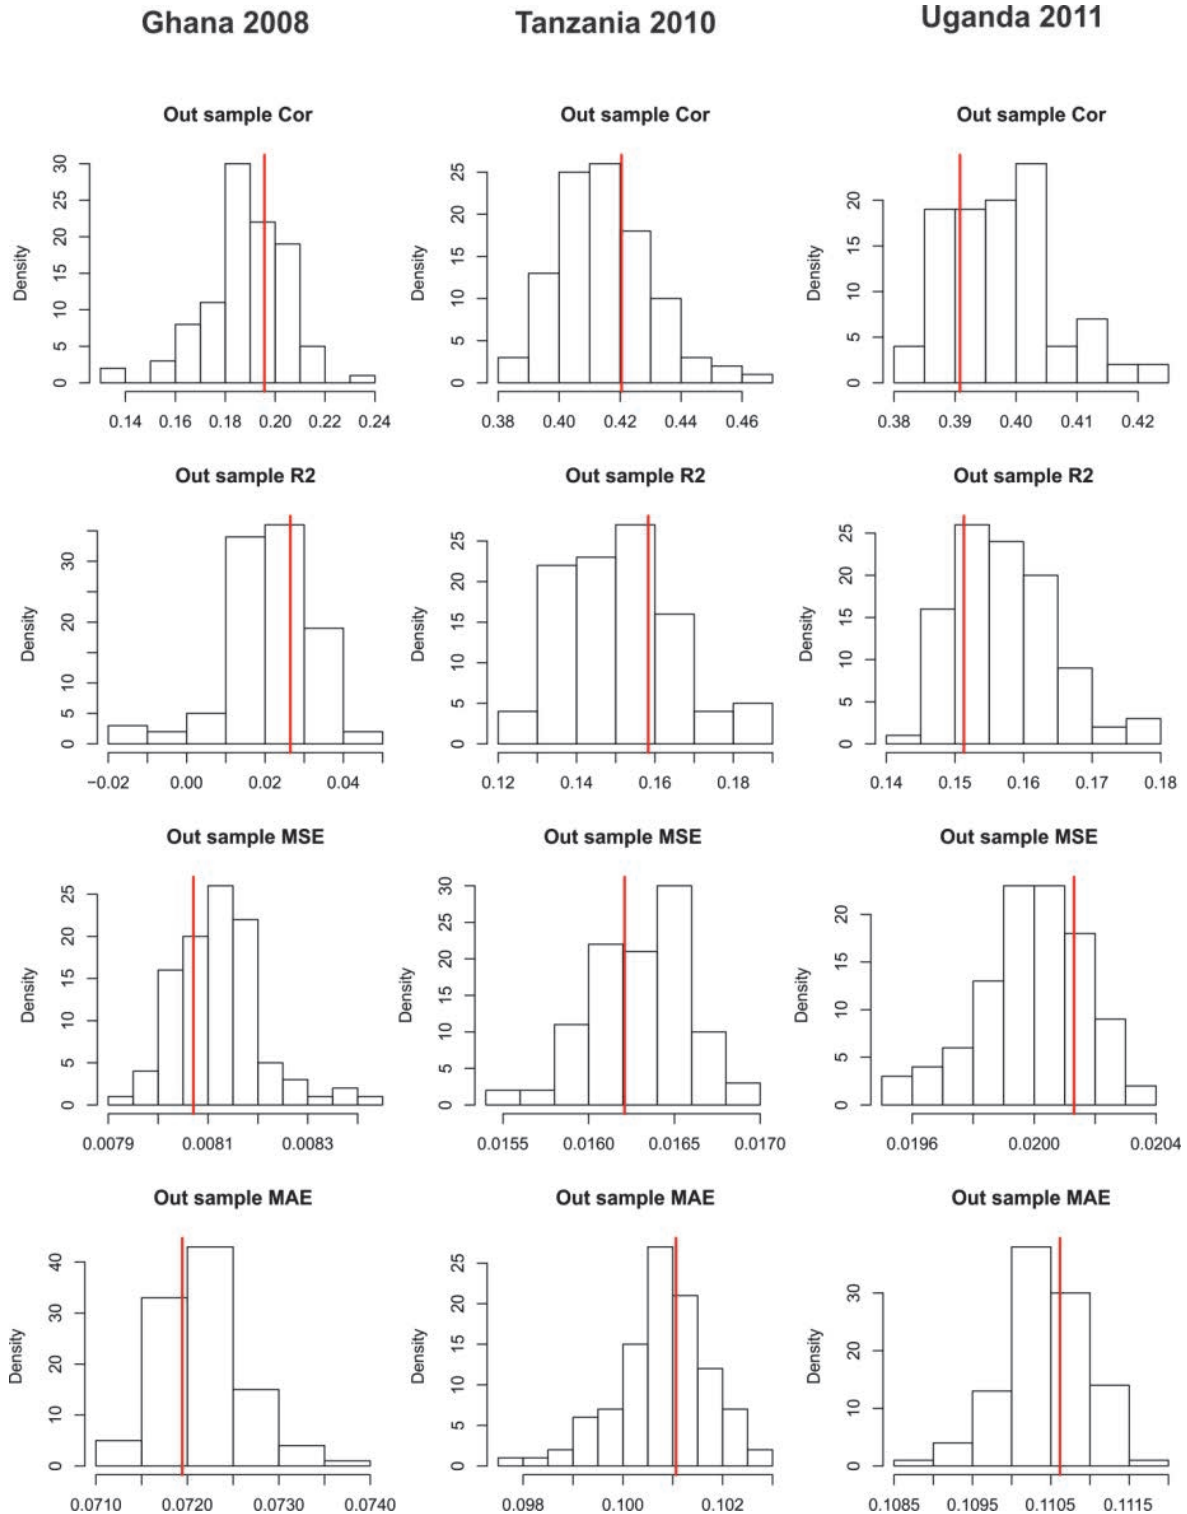 Ghana 2008 Tanzania 2010 Uganda 2011
Out sample Cor Out sample Cor Out sample Cor
Density
0 5 10 15 20 25 30
0.14 0.16 0.18 0.20 0.22 0.24
Density
0 5 10 15 20 25
0.38 0.40 0.42 0.44 0.46
Density
0 5 10 15 20
0.38 0.39 0.40 0.41 0.42
Out sample R2 Out sample R2 Out sample R2
Density
0 5 10 20 30
−0.02 0.00 0.02 0.04
Density
0 5 10 15 20 25
0.12 0.14 0.16 0.18
Density
0 5 10 15 20 25
0.14 0.15 0.16 0.17 0.18
Out sample MSE Out sample MSE Out sample MSE
Density
0 5 10 15 20 25
0.0079 0.0081 0.0083
Density
0 5 10 15 20 25 30
0.0155 0.0160 0.0165 0.0170
Density
0 5 10 15 20
0.0196 0.0200 0.0204
Out sample MAE Out sample MAE Out sample MAE
Density
0 10 20 30 40
0.0710 0.0720 0.0730 0.0740
Density
0 5 10 15 20 25
0.098 0.100 0.102
Density
0 10 20 30
0.1085 0.1095 0.1105 0.1115